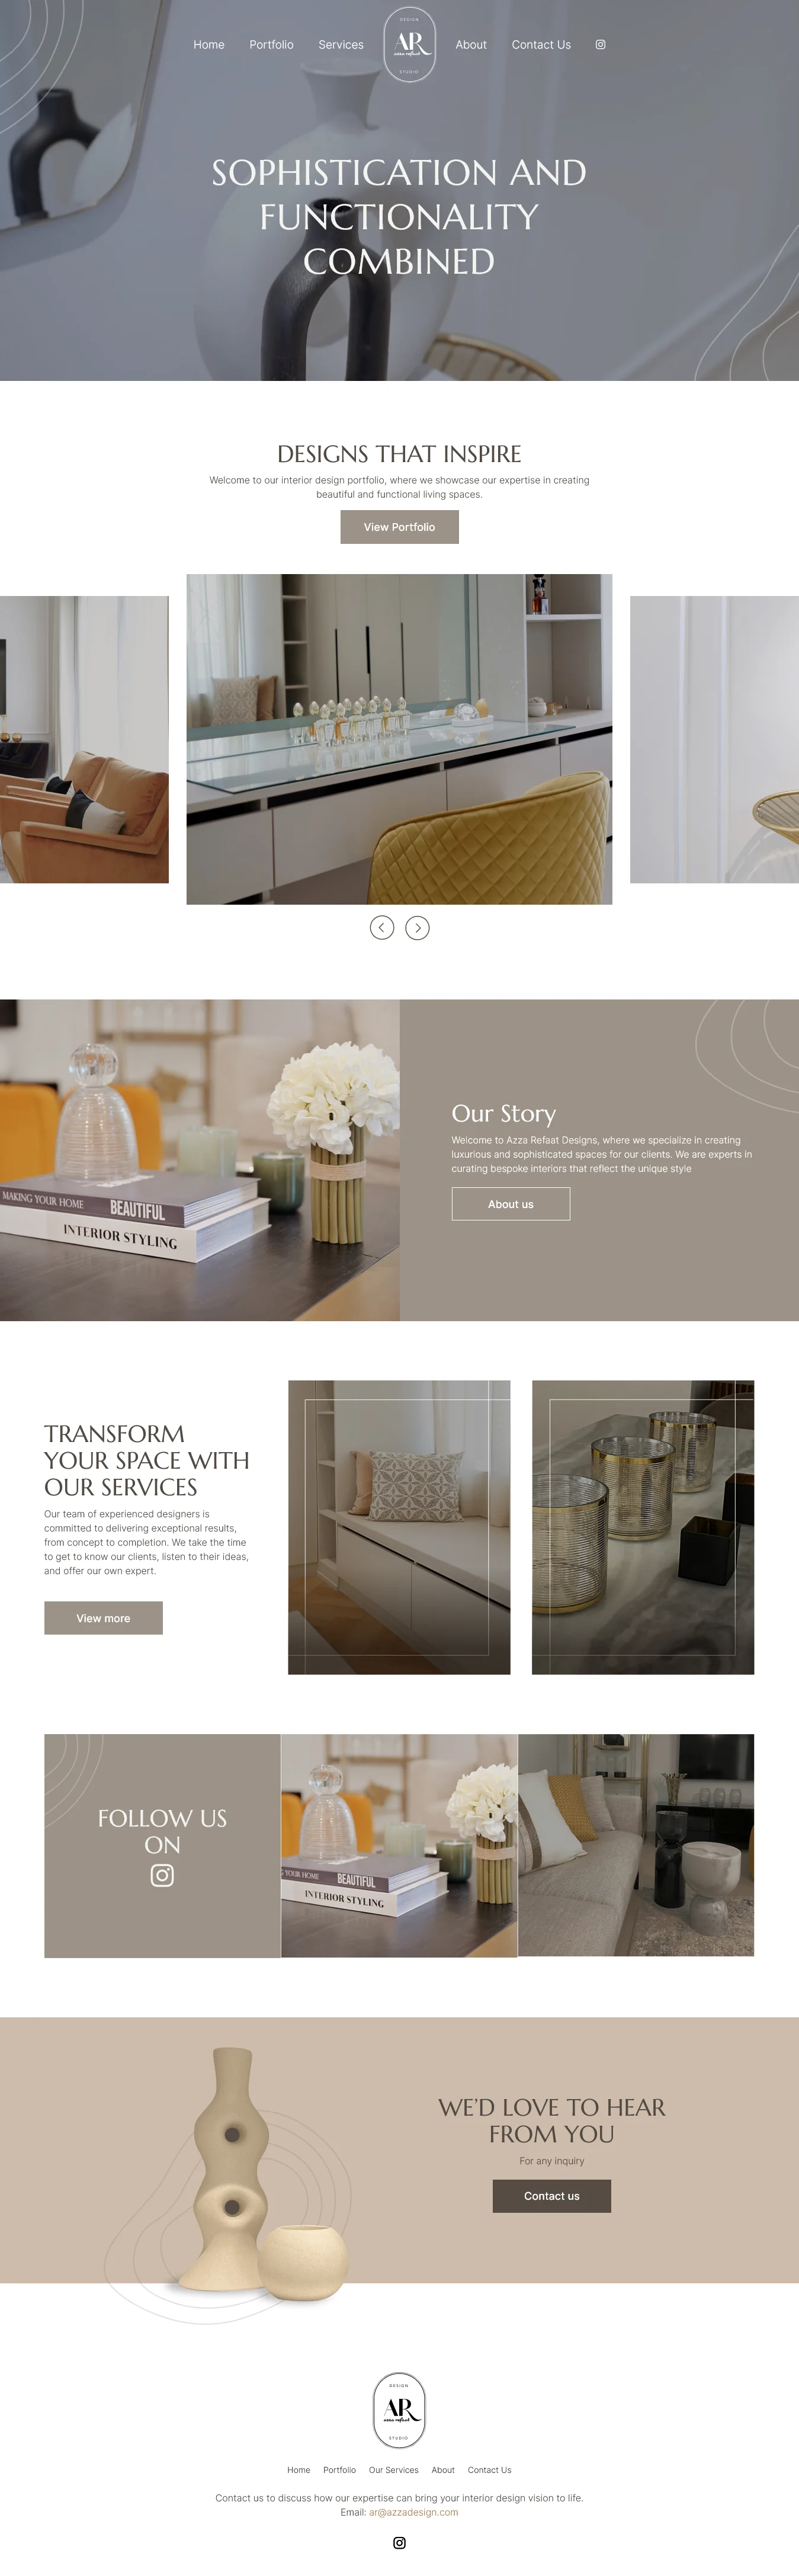 Home Portfolio Services
DESIGN
AR
azza refaat
STUDIO
About Contact Us
SOPHISTICATION AND
FUNCTIONALITY
COMBINED
DESIGNS THAT INSPIRE
Welcome to our interior design portfolio, where we showcase our expertise in creating
beautiful and functional living spaces.
View Portfolio
MAKING YOUR HOME BEAUTIFUL
INTERIOR STYLING
Our Story
Welcome to Azza Refaat Designs, where we specialize in creating
luxurious and sophisticated spaces for our clients. We are experts in
curating bespoke interiors that reflect the unique style
About us
TRANSFORM
YOUR SPACE WITH
OUR SERVICES
Our team of experienced designers is
committed to delivering exceptional results,
from concept to completion. We take the time
to get to know our clients, listen to their ideas,
and offer our own expert.
View more
FOLLOW US
ON
YOUR HOME BEAUTIFUL
INTERIOR STYLING
WE'D LOVE TO HEAR
FROM YOU
For any inquiry
Contact us
DESIGN
AR
azza refaat
STUDIO
Home Portfolio Our Services About Contact Us
Contact us to discuss how our expertise can bring your interior design vision to life.
Email: ar@azzadesign.com